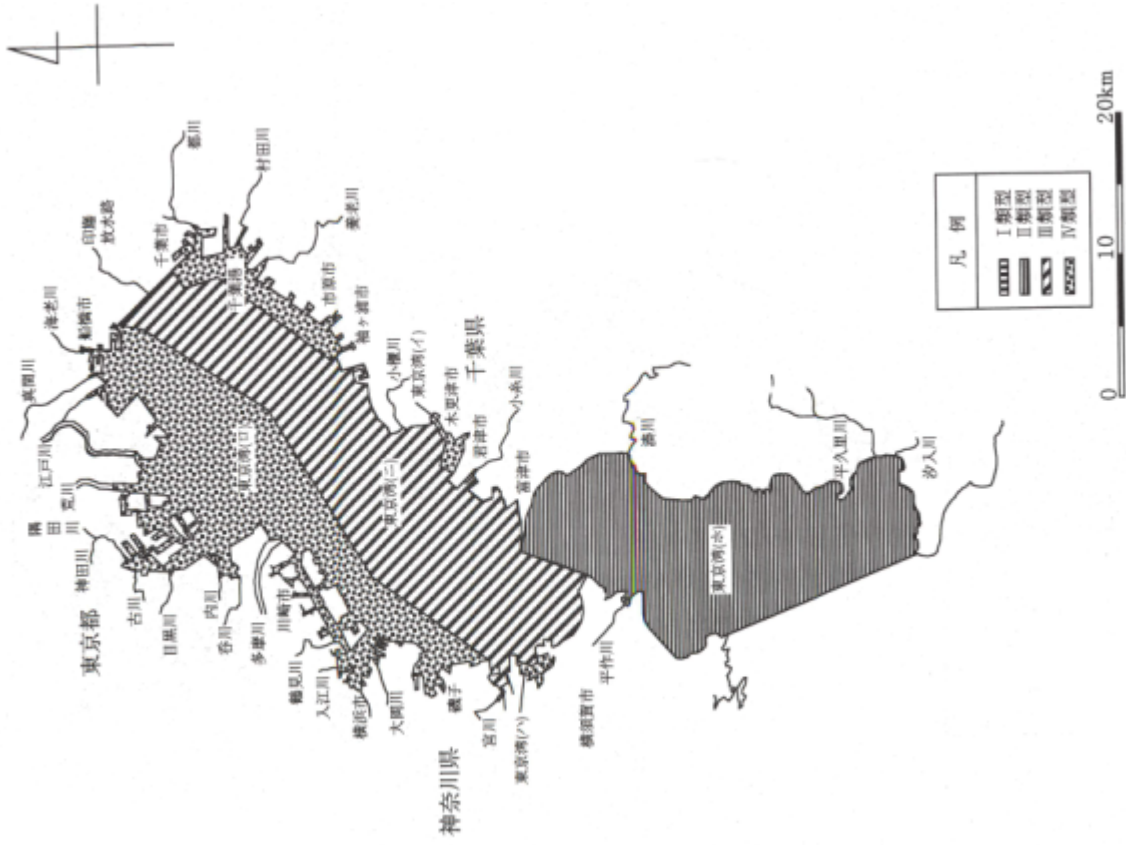 東京都
神奈川県
千葉県
真間川
江戸川
荒川
隅田川
神田川
古川
目黒川
内川
呑川
多摩川
川崎市
鶴見川
入江川
横浜市
大岡川
磯子
宮川
東京湾(ハ)
横須賀市
平作川
海老川
船橋市
印旛
放水路
千葉市
都川
村田川
千葉港
養老川
市原市
袖ヶ浦市
小櫃川
東京湾(イ)
木更津市
君津市
小糸川
富津市
東京湾(ロ)
東京湾(ニ)
東京湾(ホ)
湊川
平久里川
汐入川
凡例
Ⅰ類型
Ⅱ類型
Ⅲ類型
Ⅳ類型
0 10 20km